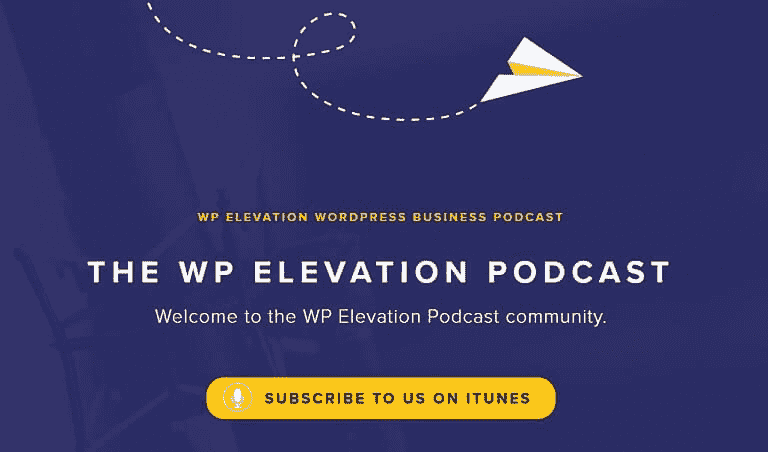 WP ELEVATION WORDPRESS BUSINESS PODCAST
THE WP ELEVATION PODCAST
Welcome to the WP Elevation Podcast community.
SUBSCRIBE TO US ON ITUNES